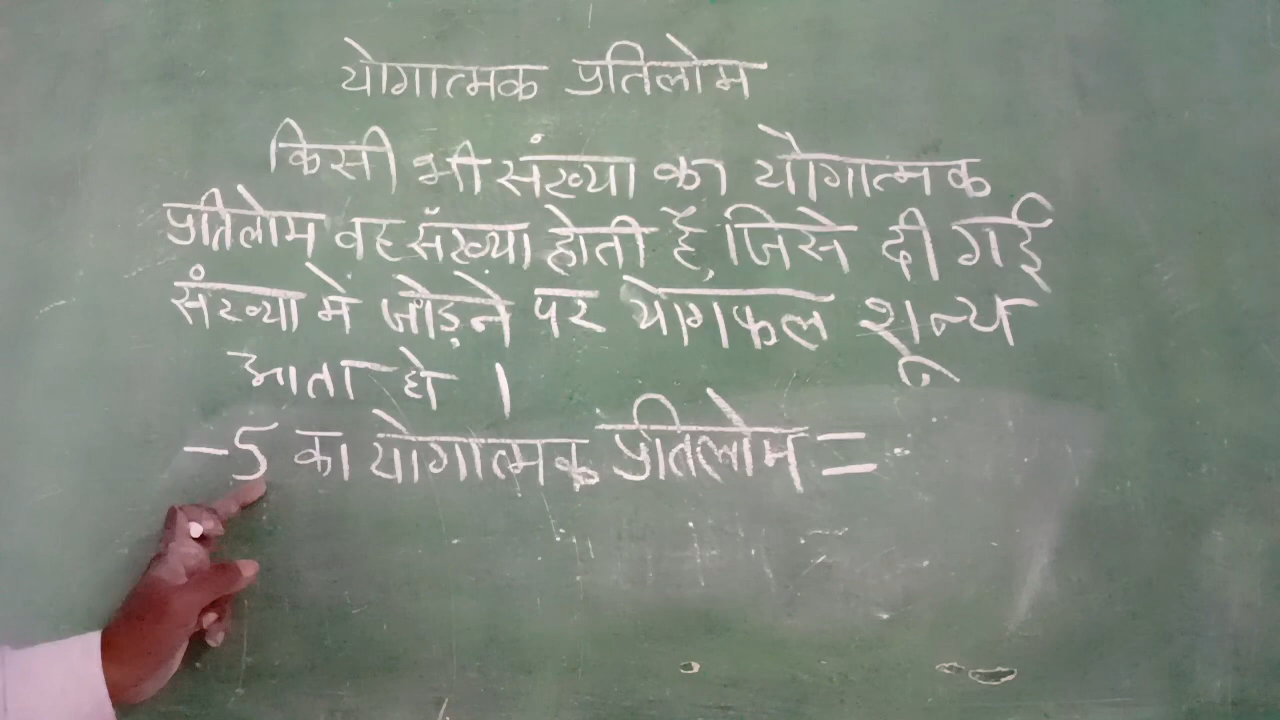 योगात्मक प्रतिलोम
किसी भी संख्या का योगात्मक
प्रतिलोम वह संख्या होती है, जिसे दी गई
संख्या में जोड़ने पर योगफल शून्य
आता हो ।
-5 का योगात्मक प्रतिलोम =